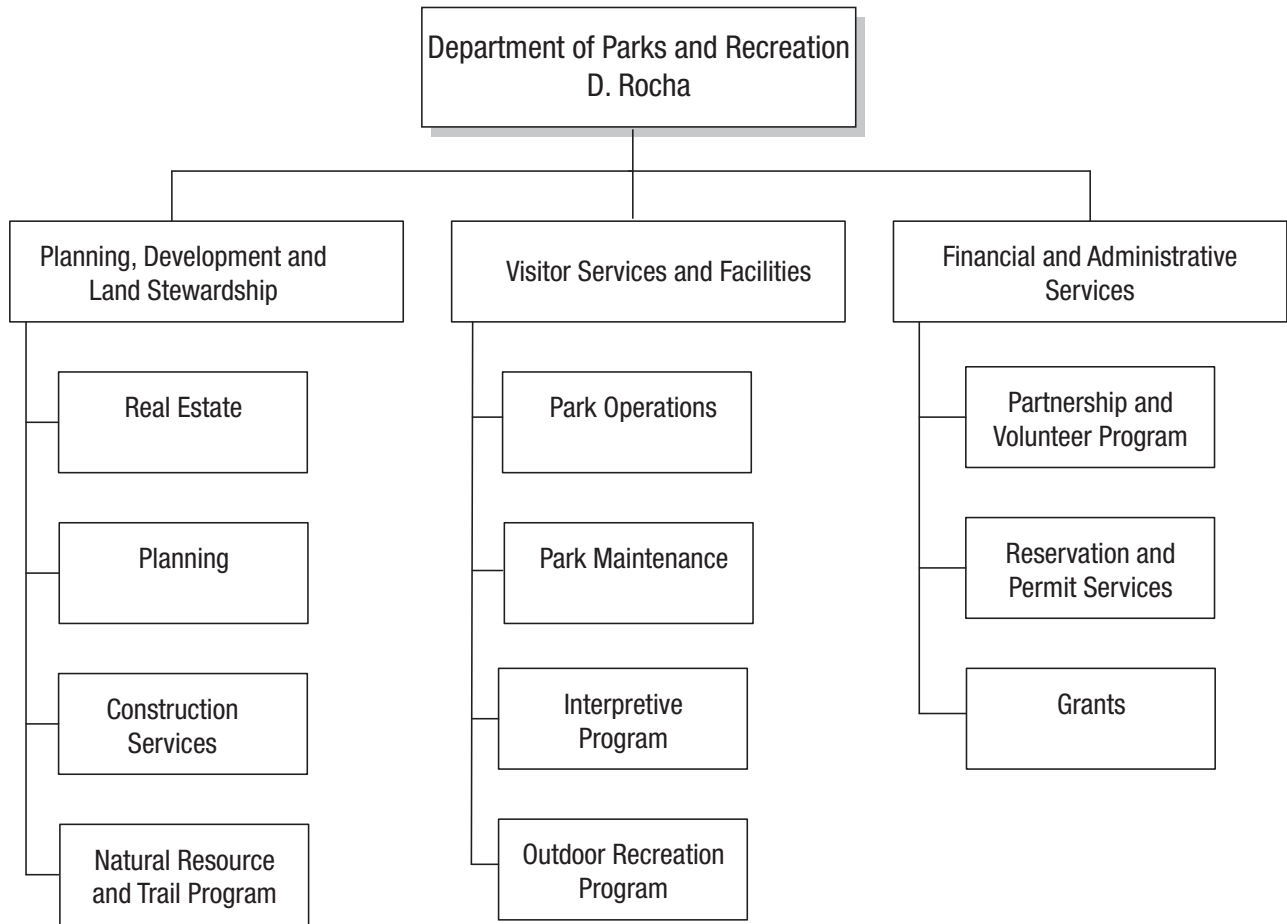 Department of Parks and Recreation
D. Rocha
Planning, Development and
Land Stewardship
Real Estate
Planning
Construction
Services
Natural Resource
and Trail Program
Visitor Services and Facilities
Park Operations
Park Maintenance
Interpretive
Program
Outdoor Recreation
Program
Financial and Administrative
Services
Partnership and
Volunteer Program
Reservation and
Permit Services
Grants